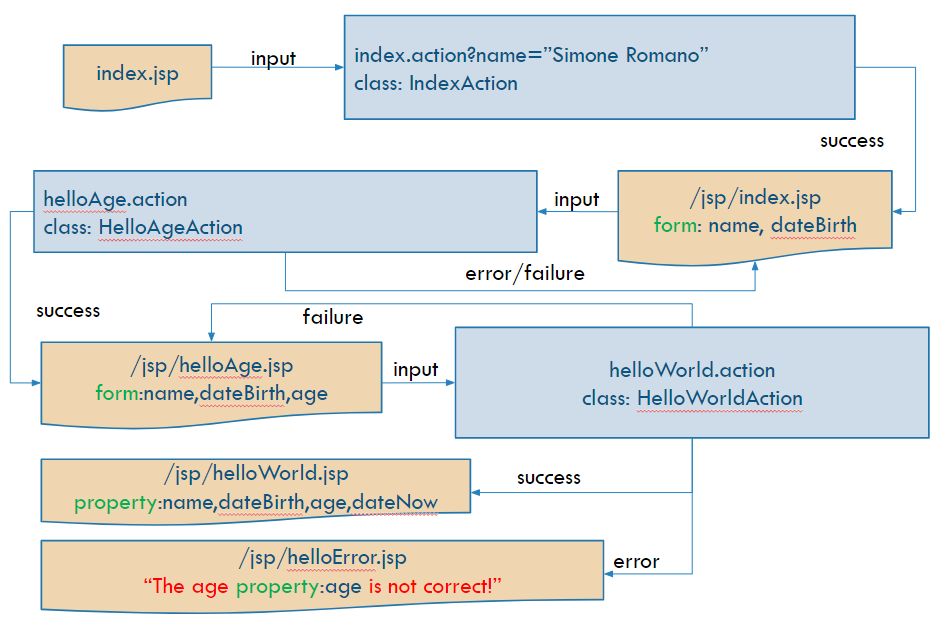 index.jsp
input
index.action?name=”Simone Romano”
class: IndexAction
success
helloAge.action
class: HelloAgeAction
input
/jsp/index.jsp
form: name, dateBirth
error/failure
success
failure
/jsp/helloAge.jsp
form:name,dateBirth,age
input
helloWorld.action
class: HelloWorldAction
/jsp/helloWorld.jsp
property:name,dateBirth,age,dateNow
success
/jsp/helloError.jsp
“The age property:age is not correct!”
error